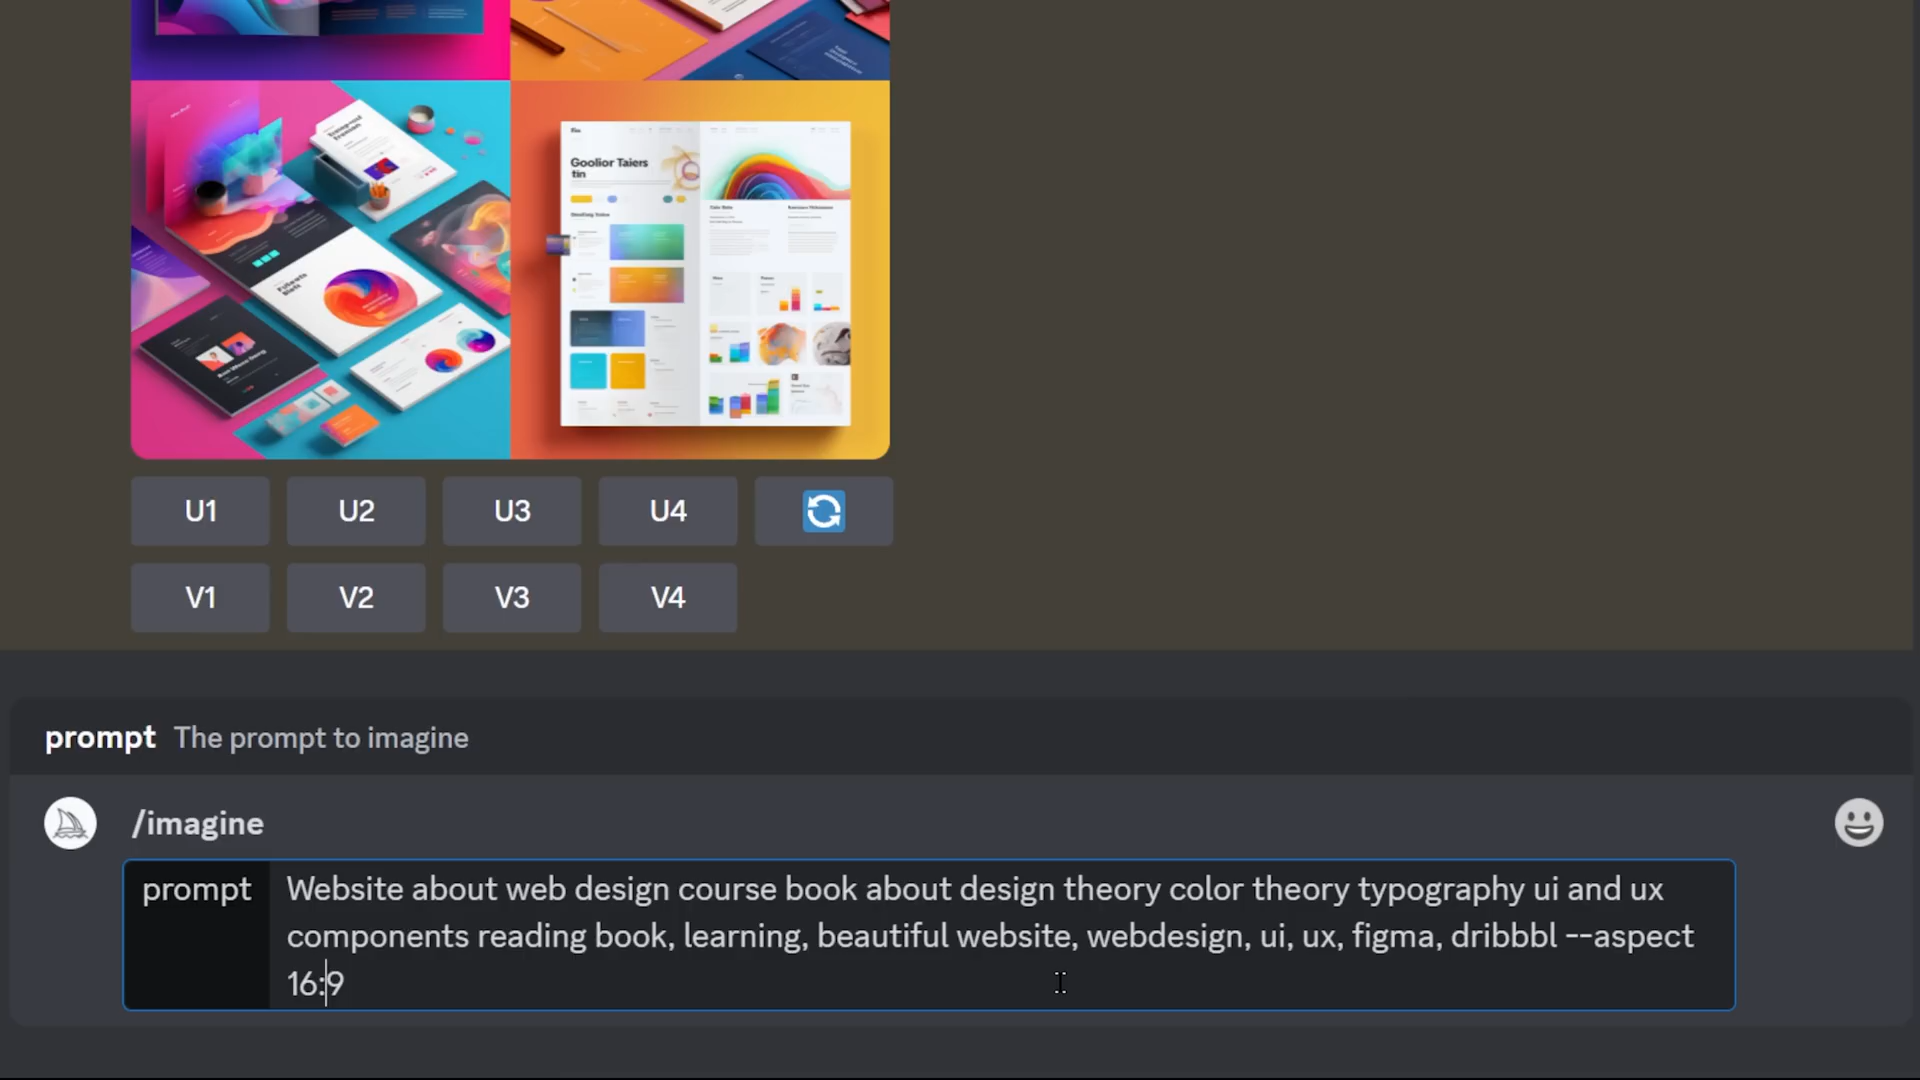 Goolior Taiers
tin
U1 U2 U3 U4
V1 V2 V3 V4
prompt The prompt to imagine
/imagine
prompt Website about web design course book about design theory color theory typography ui and ux
components reading book, learning, beautiful website, webdesign, ui, ux, figma, dribbbl --aspect
16:9